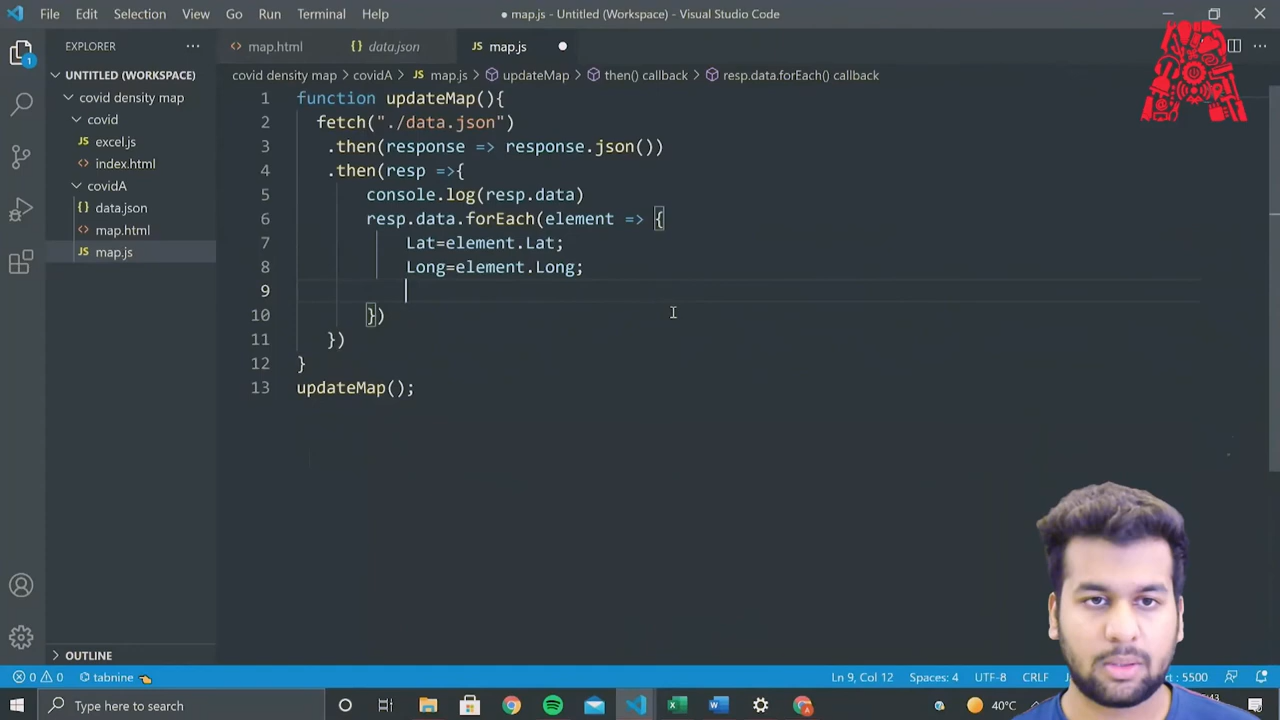 File Edit Selection View Go Run Terminal Help
map.js - Untitled (Workspace) - Visual Studio Code
EXPLORER
map.html
data.json
map.js
UNTITLED (WORKSPACE)
covid density map
covid
excel.js
index.html
covidA
data.json
map.html
map.js
OUTLINE
covid density map > covidA > map.js > updateMap > then() callback > resp.data.forEach() callback
1 function updateMap(){
2 fetch("./data.json")
3 .then(response => response.json())
4 .then(resp =>{
5 console.log(resp.data)
6 resp.data.forEach(element => {
7 Lat=element.Lat;
8 Long=element.Long;
9
10 })
11 })
12 }
13 updateMap();
0 0 tabnine
Ln 9, Col 12 Spaces: 4 UTF-8 CRLF
: 5500
Type here to search
40°C